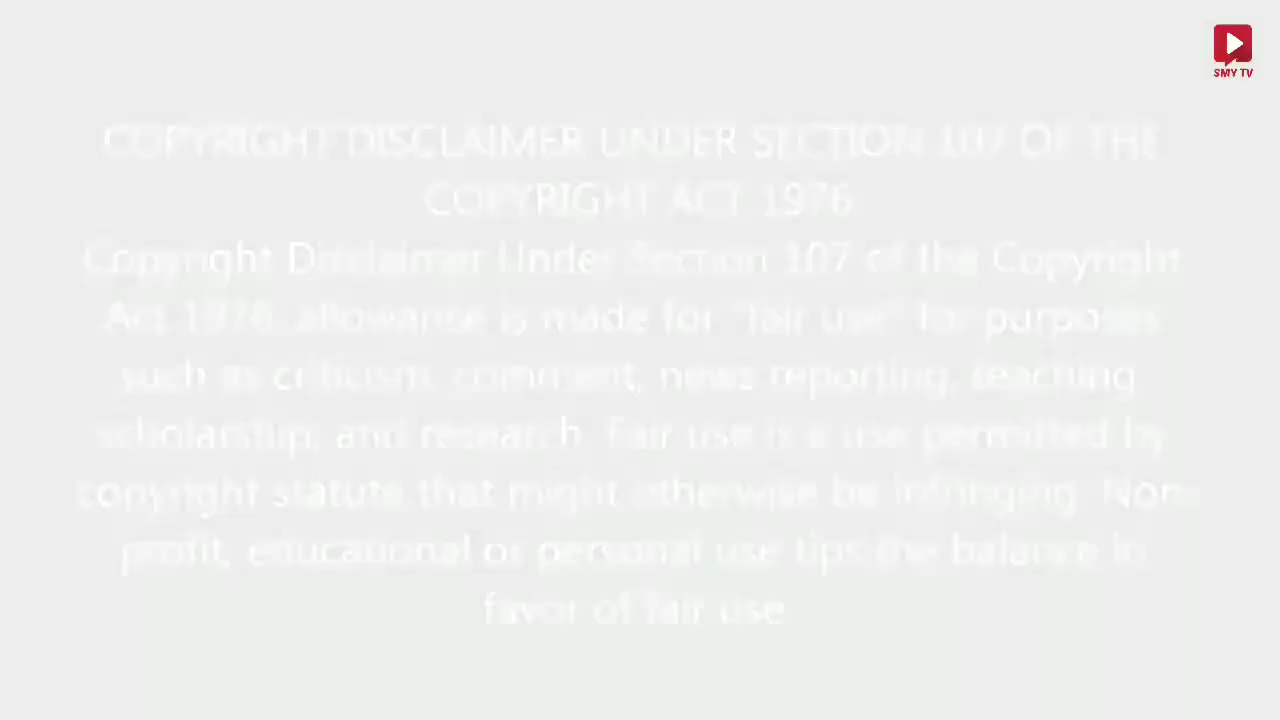 SMY TV
COPYRIGHT DISCLAIMER UNDER SECTION 107 OF THE
COPYRIGHT ACT 1976
Copyright Disclaimer Under Section 107 of the Copyright
Act 1976, allowance is made for "fair use" for purposes
such as criticism, comment, news reporting, teaching
scholarship, and research. Fair use is a use permitted by
copyright statute that might otherwise be infringing. Non-
profit, educational or personal use tips the balance in
favor of fair use